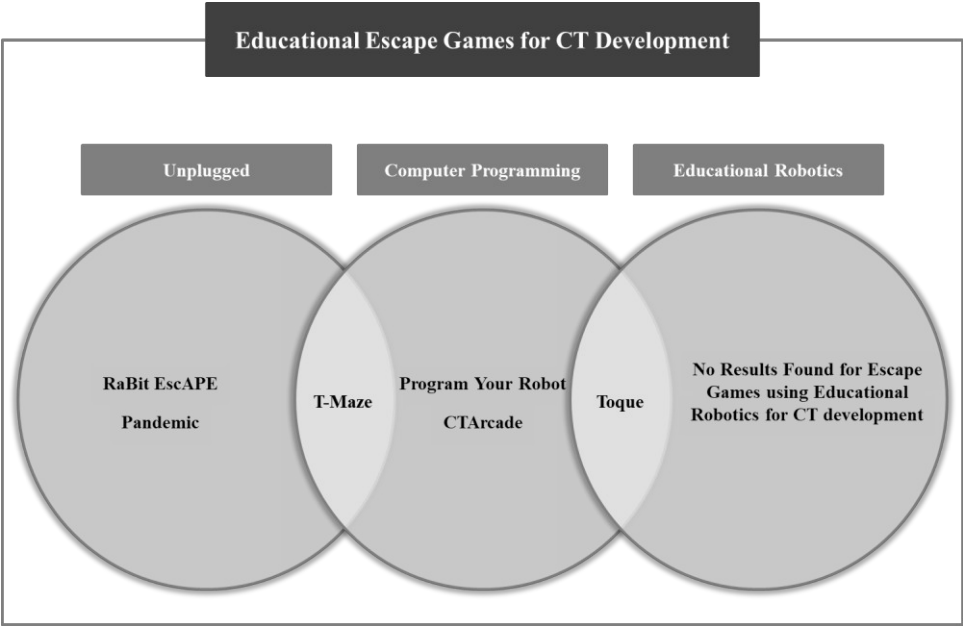 Educational Escape Games for CT Development
Unplugged
Computer Programming
Educational Robotics
RaBit EscAPE
Pandemic
T-Maze
Program Your Robot
CTArcade
Toque
No Results Found for Escape
Games using Educational
Robotics for CT development